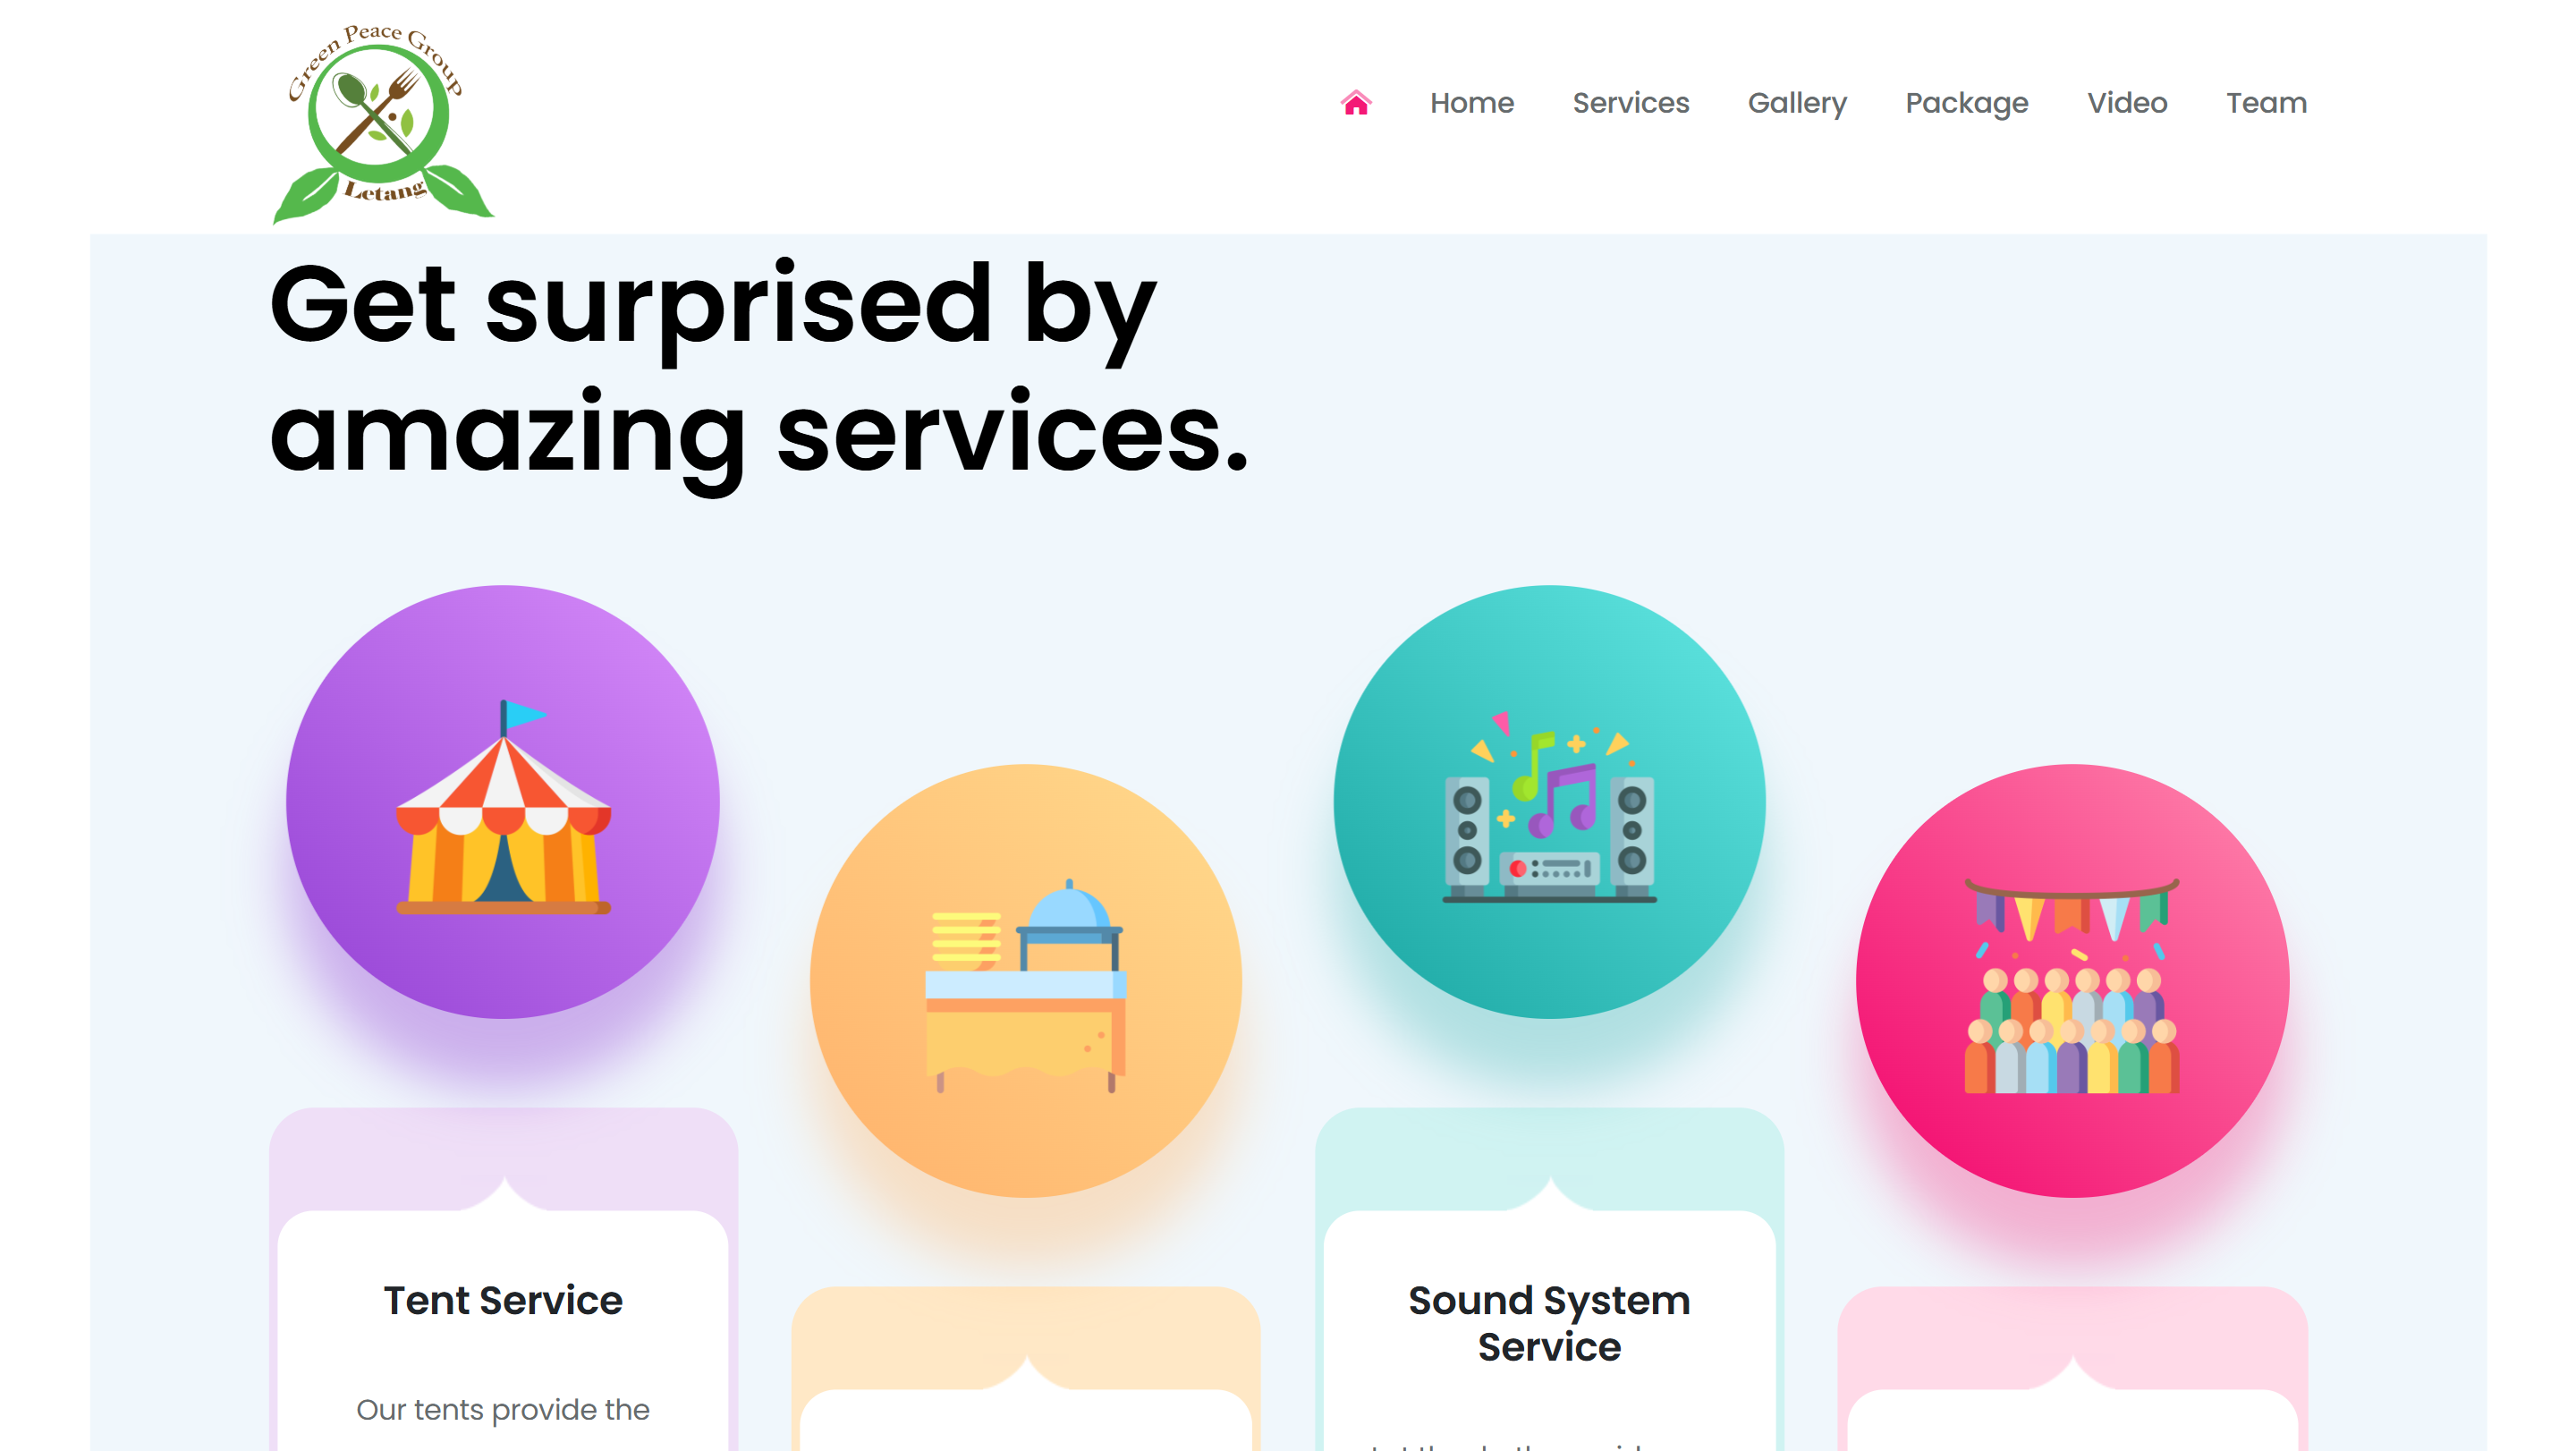 Green Peace Group
Letang
Home Services Gallery Package Video Team
Get surprised by
amazing services.
Tent Service
Our tents provide the
Sound System
Service